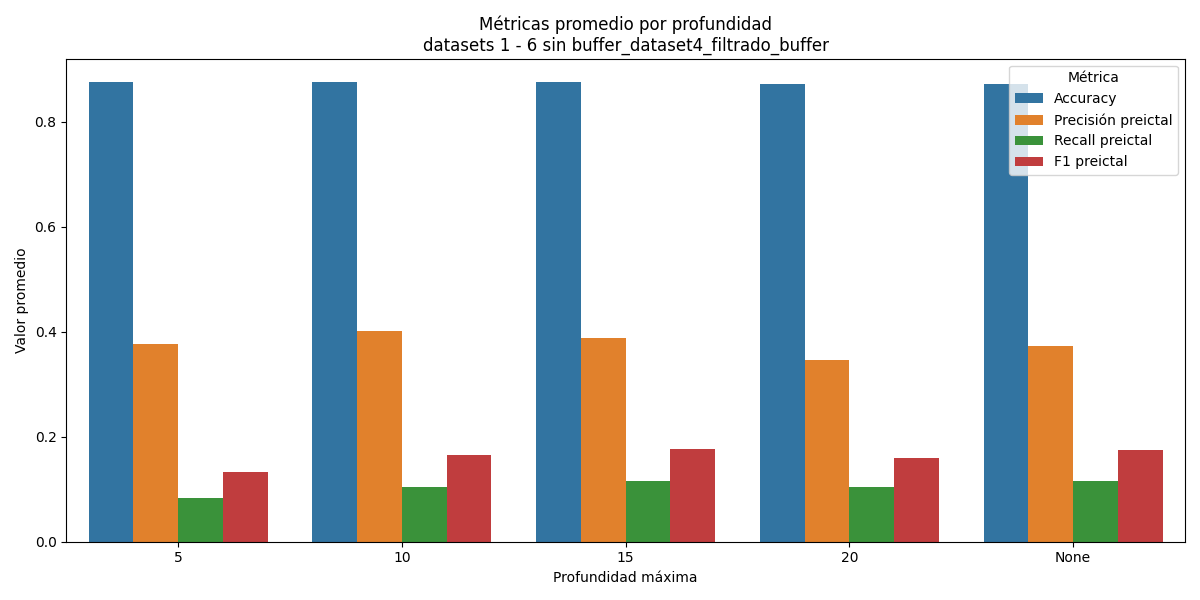 Métricas promedio por profundidad
datasets 1 - 6 sin buffer_dataset4_filtrado_buffer
Valor promedio
0.8
0.6
0.4
0.2
0.0
Métrica
Accuracy
Precisión preictal
Recall preictal
F1 preictal
5
10
15
20
None
Profundidad máxima